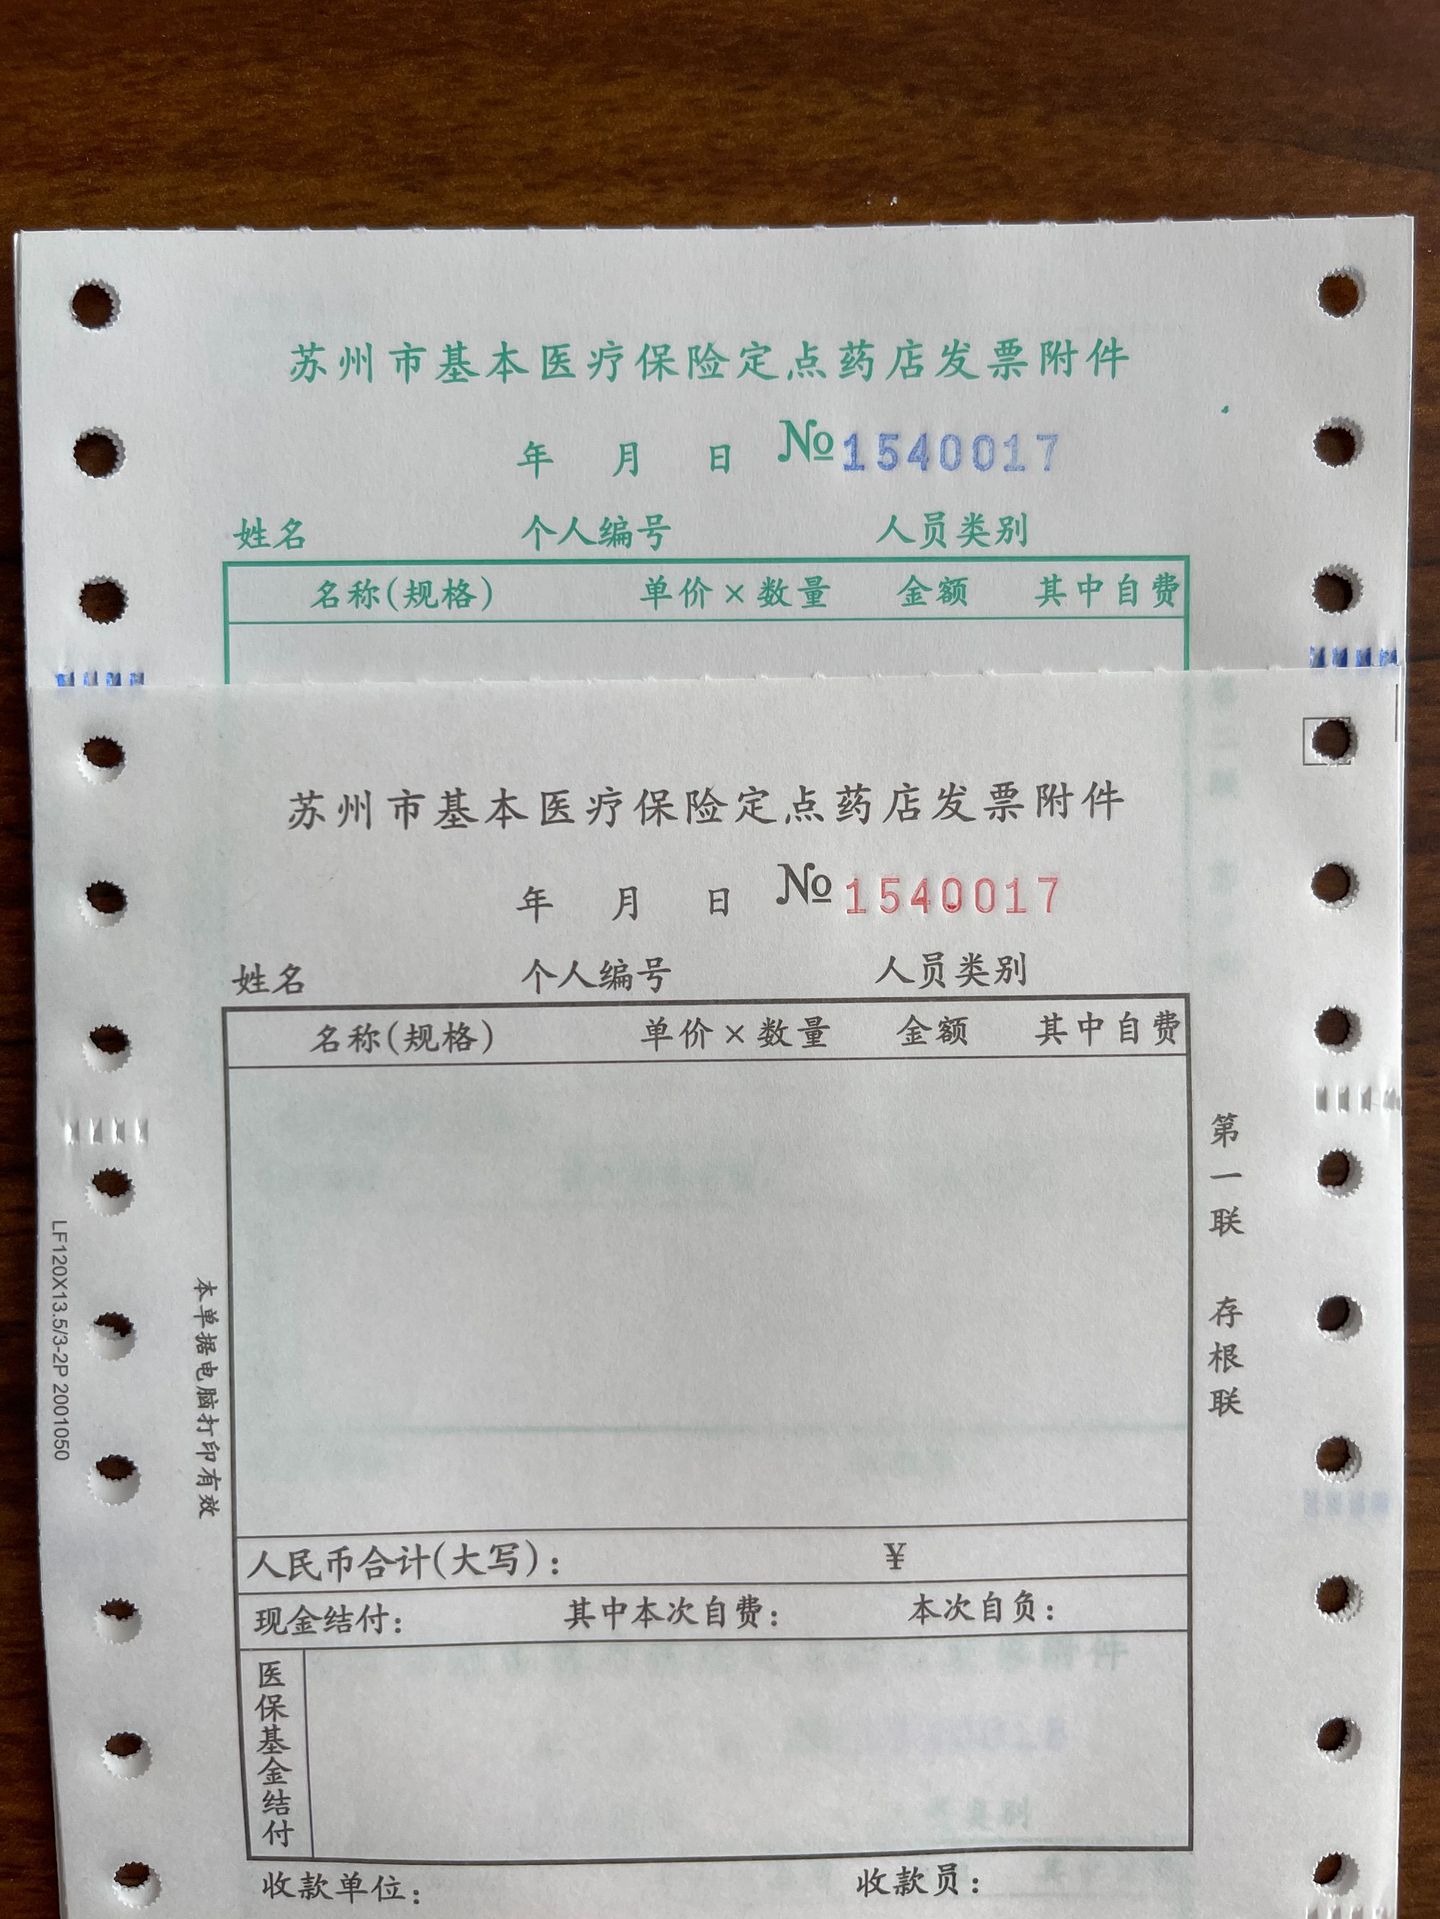 苏州市基本医疗保险定点药店发票附件
年 月 日 №1540017
姓名 个人编号 人员类别
名称(规格) 单价×数量 金额 其中自费
苏州市基本医疗保险定点药店发票附件
年 月 日 №1540017
姓名 个人编号 人员类别
名称(规格) 单价×数量 金额 其中自费
第一联 存根联
LF120X13.5/3-2P 2001050
本单据电脑打印有效
人民币合计(大写): ¥
现金结付: 其中本次自费: 本次自负:
医保基金结付
收款单位: 收款员: